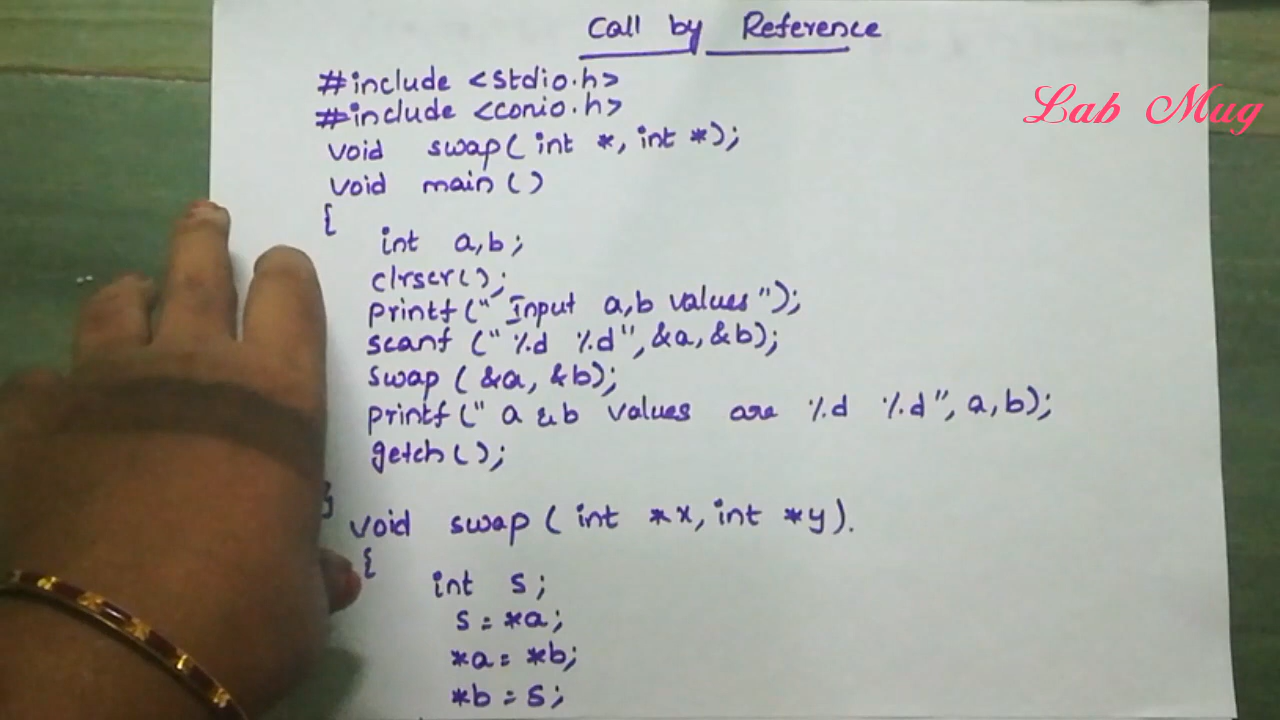 Call by Reference
#include <stdio.h>
#include <conio.h>
Lab Mug
void swap(int *, int *);
void main()
{
int a,b;
clrscr();
printf(" Input a,b values");
scanf (" %d %d", &a, &b);
swap ( &a, &b);
printf(" a & b values are %d %d", a, b);
getch();
}
void swap ( int *x, int *y).
{
int s;
s = *a;
*a = *b;
*b = s;